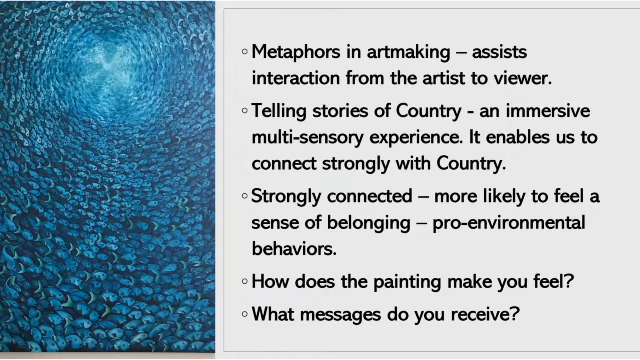 ◦ Metaphors in artmaking – assists
interaction from the artist to viewer.
◦ Telling stories of Country - an immersive
multi-sensory experience. It enables us to
connect strongly with Country.
◦ Strongly connected – more likely to feel a
sense of belonging – pro-environmental
behaviors.
◦ How does the painting make you feel?
◦ What messages do you receive?